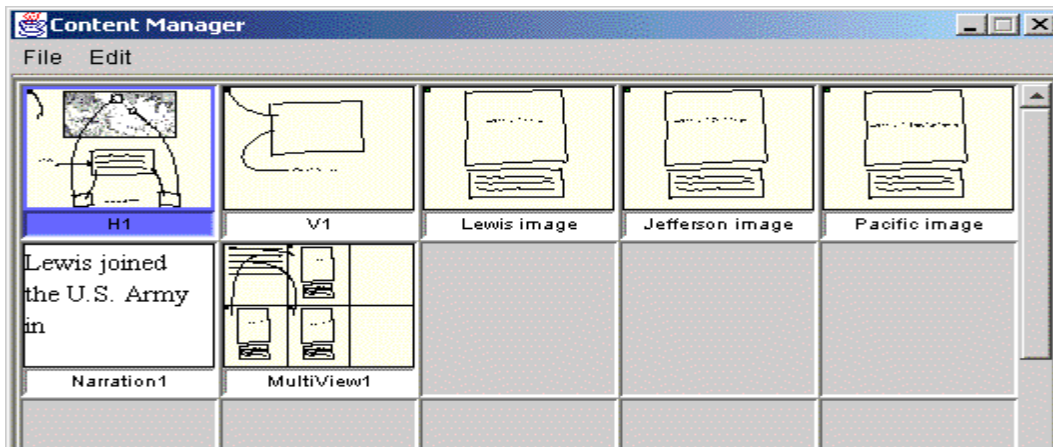 Content Manager
File Edit
H1 V1 Lewis image Jefferson image Pacific image
Lewis joined
the U.S. Army
in
Narration1 MultiView1